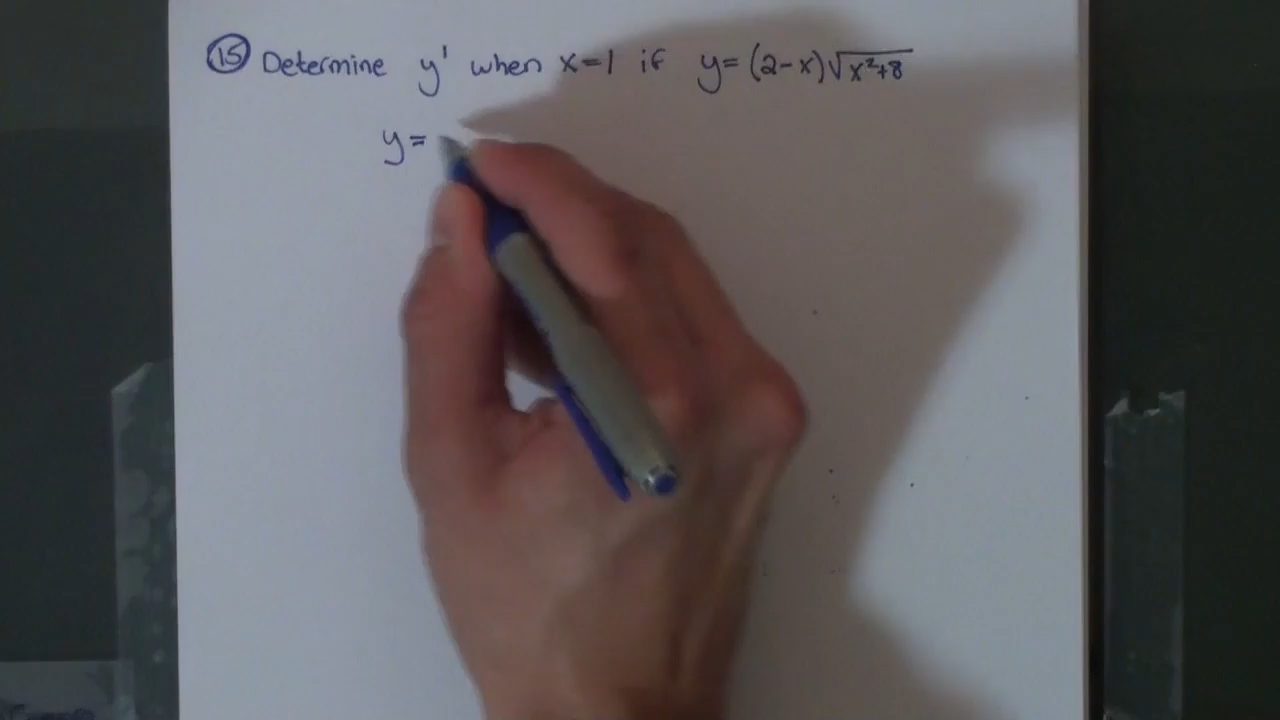 15 Determine y' when x=1 if y=(2-x)√(x²+8)
y=